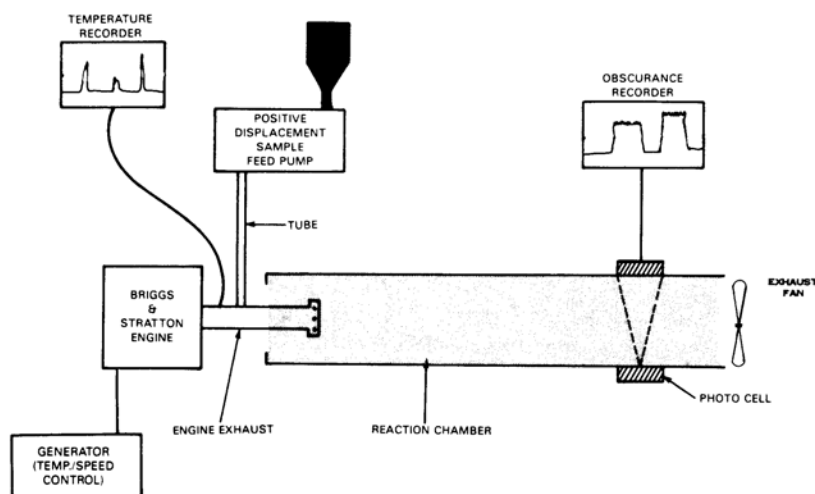 TEMPERATURE
RECORDER
POSITIVE
DISPLACEMENT
SAMPLE
FEED PUMP
OBSCURANCE
RECORDER
TUBE
BRIGGS
&
STRATTON
ENGINE
EXHAUST
FAN
PHOTO CELL
ENGINE EXHAUST
REACTION CHAMBER
GENERATOR
(TEMP./SPEED
CONTROL)